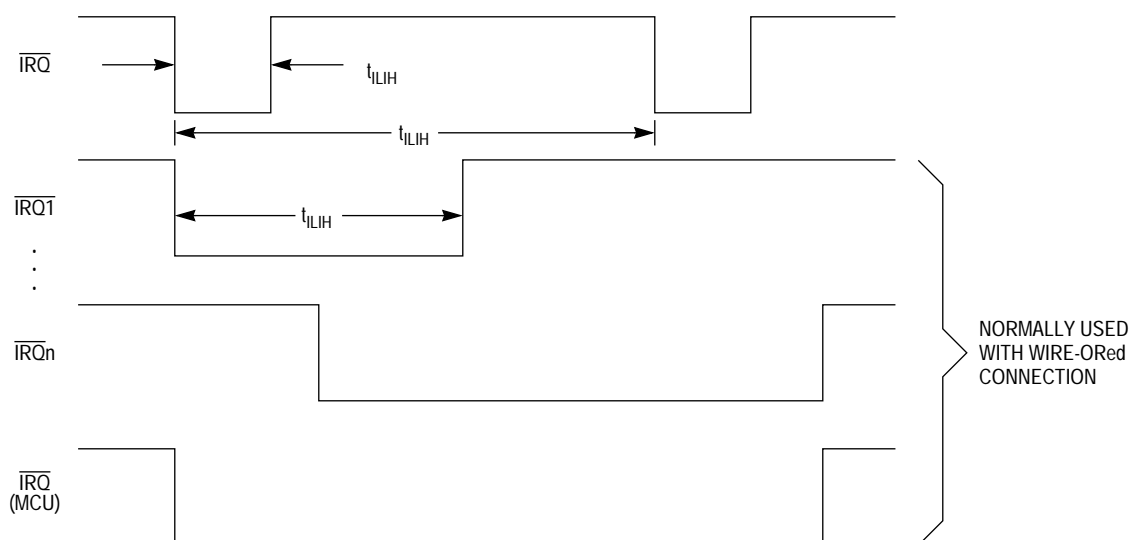 IRQ
tILIH
tILIH
IRQ1
tILIH
.
.
.
IRQn
NORMALLY USED
WITH WIRE-ORed
CONNECTION
IRQ
(MCU)